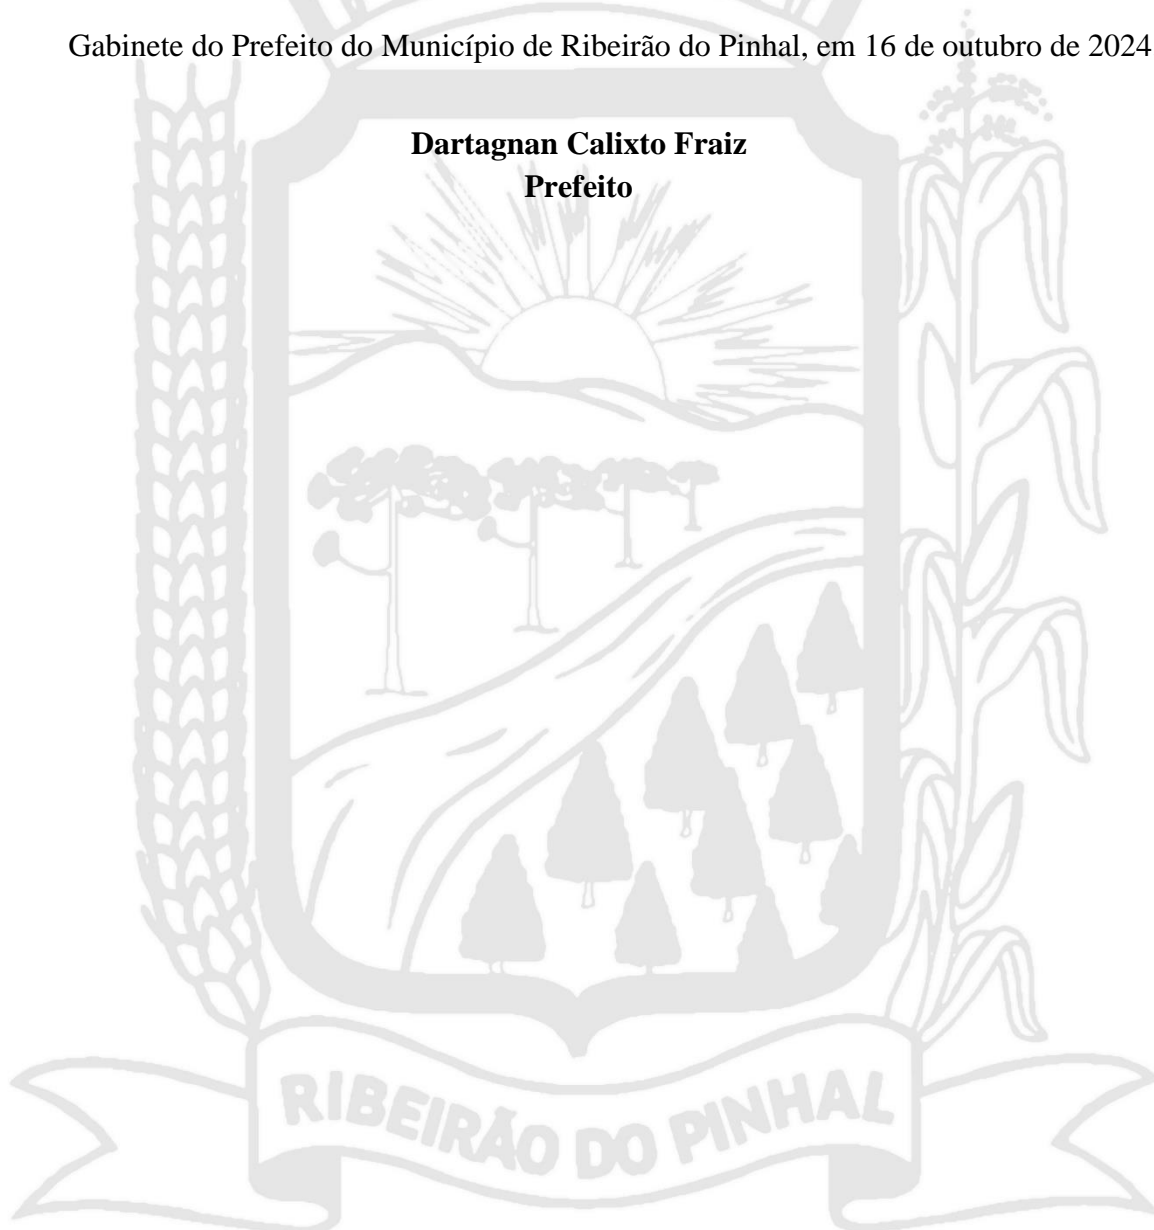 Gabinete do Prefeito do Município de Ribeirão do Pinhal, em 16 de outubro de 2024
Dartagnan Calixto Fraiz
Prefeito
RIBEIRÃO DO PINHAL